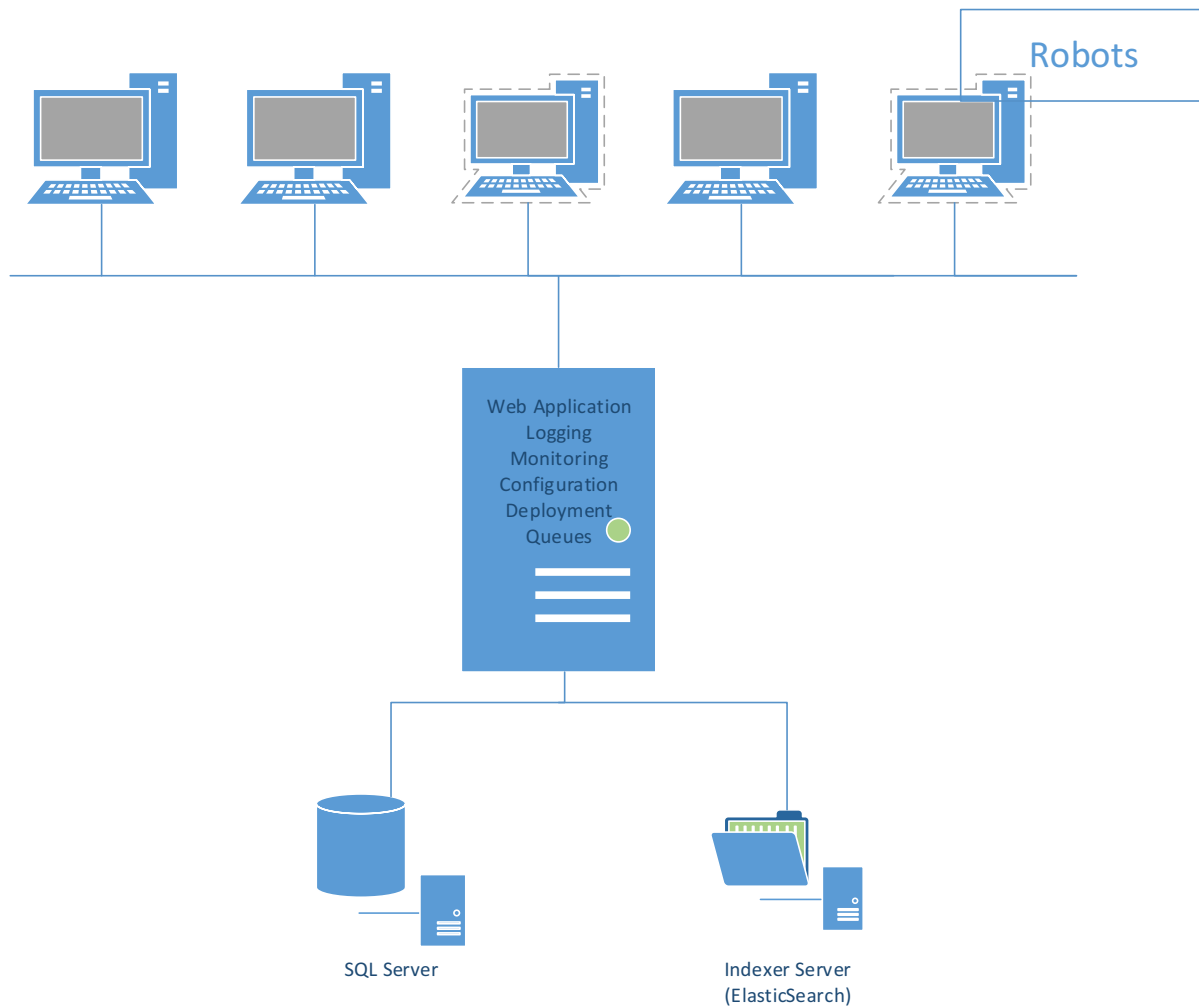 Robots
Web Application
Logging
Monitoring
Configuration
Deployment
Queues
SQL Server
Indexer Server
(ElasticSearch)